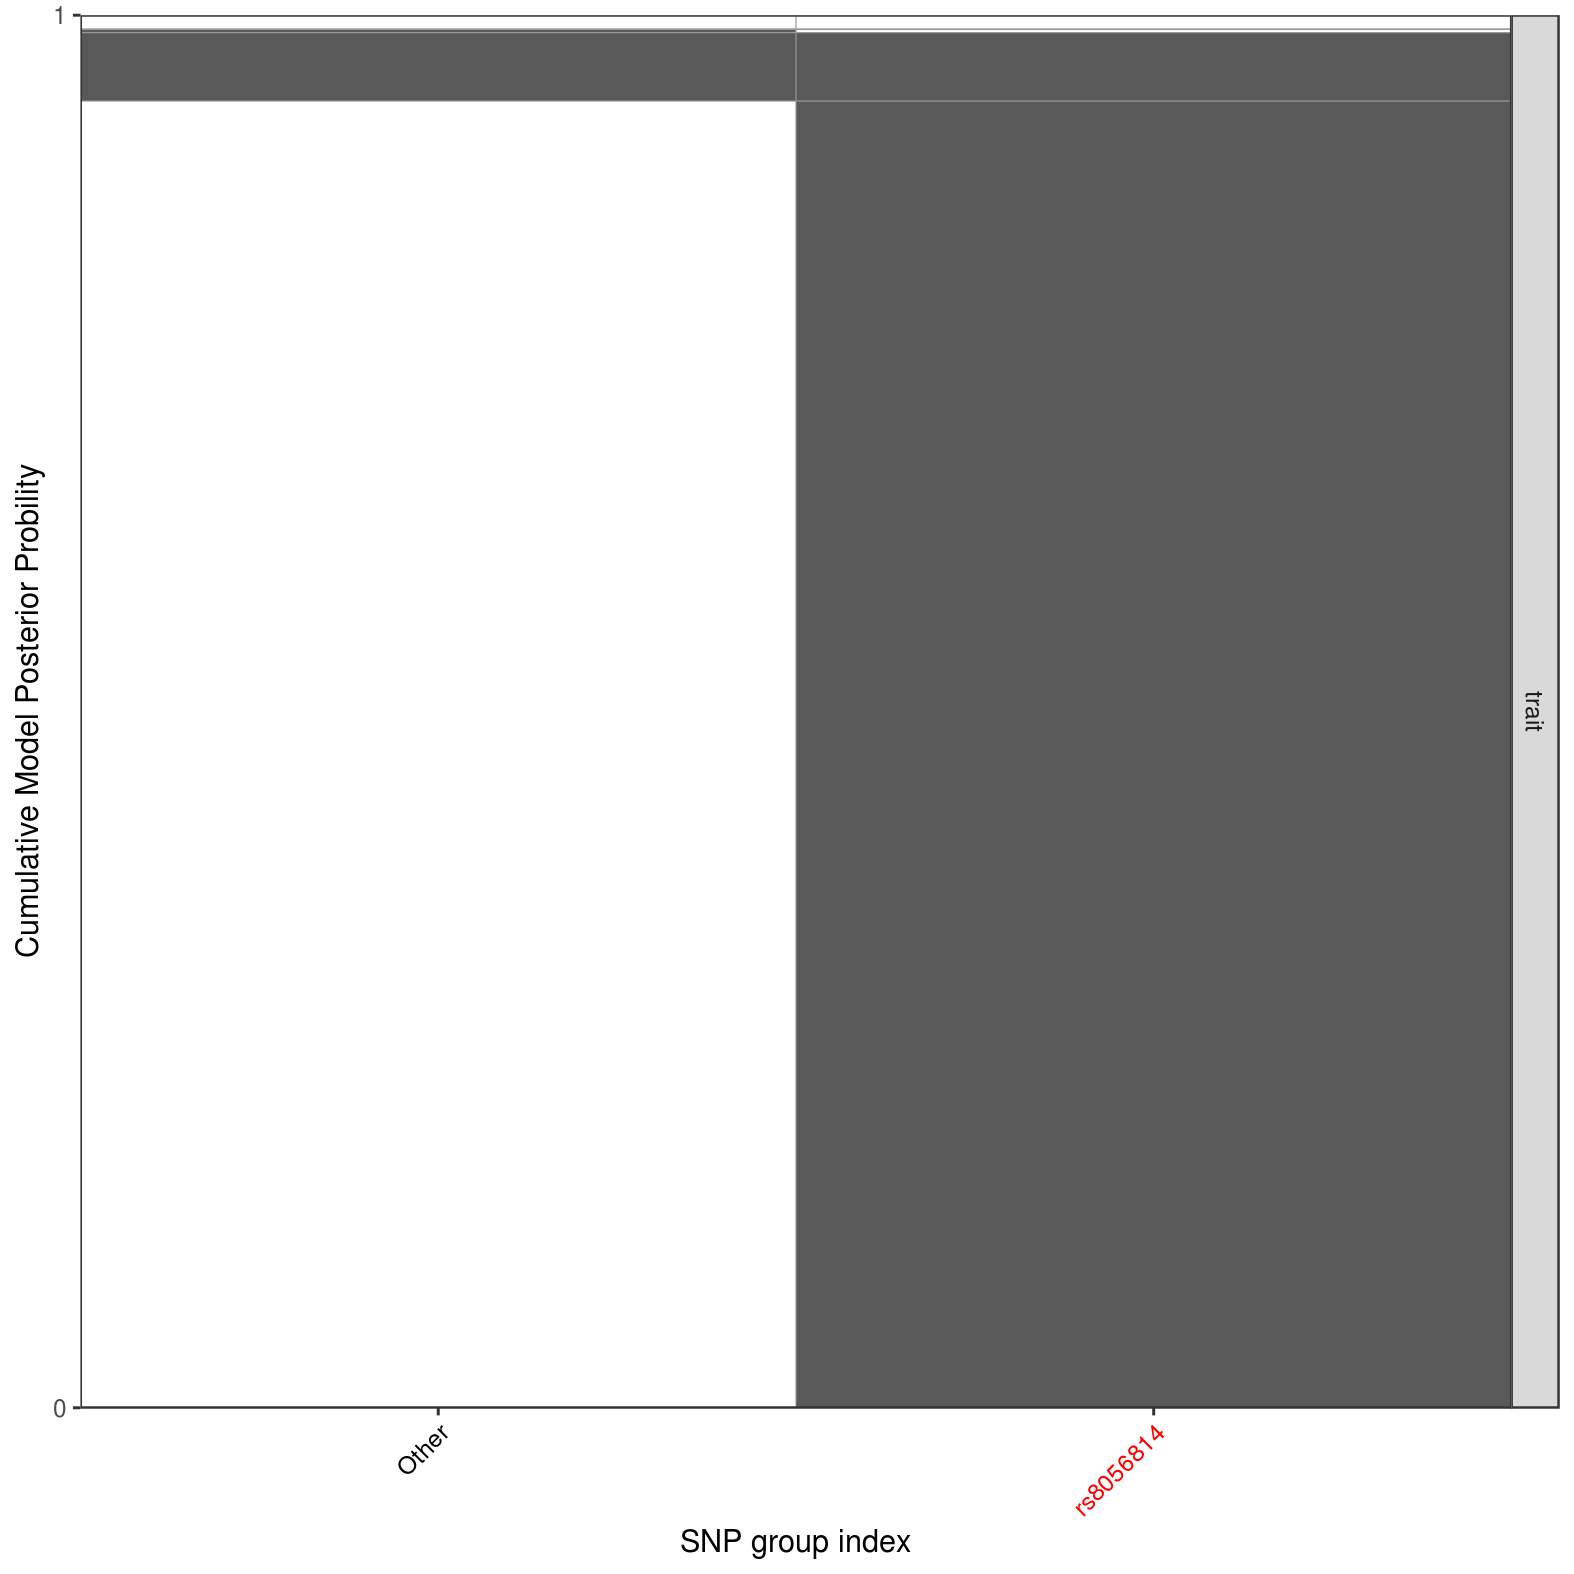 1
Cumulative Model Posterior Probility
trait
0
Other
rs8056814
SNP group index